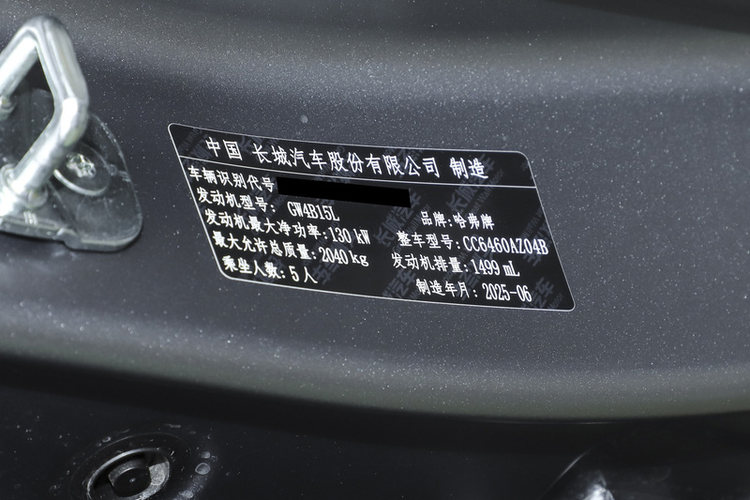 中国 长城汽车股份有限公司 制造
车辆识别代号
发动机型号: GW4B15L 品牌:哈弗牌
发动机最大净功率:130 kW 整车型号:CC6460AZ04B
最大允许总质量: 2040 kg 发动机排量: 1499 mL
乘坐人数: 5 人 制造年月: 2025-06